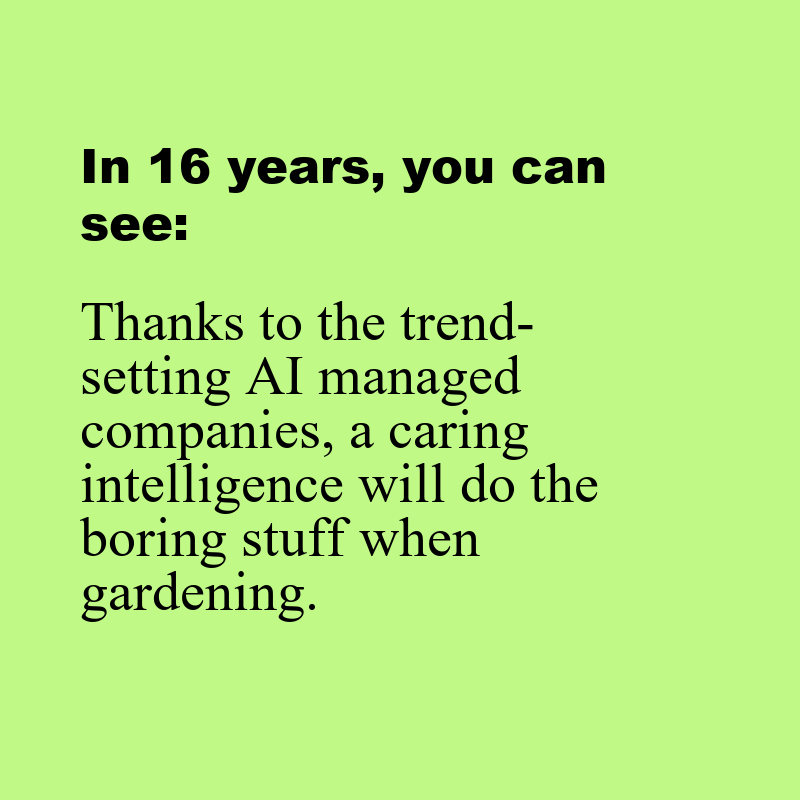 In 16 years, you can
see:
Thanks to the trend-
setting AI managed
companies, a caring
intelligence will do the
boring stuff when
gardening.